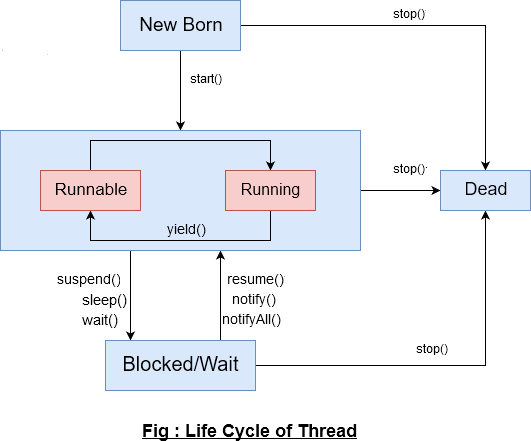 New Born
stop()
start()
Runnable
Running
stop()
Dead
yield()
suspend()
sleep()
wait()
resume()
notify()
notifyAll()
Blocked/Wait
stop()
Fig : Life Cycle of Thread